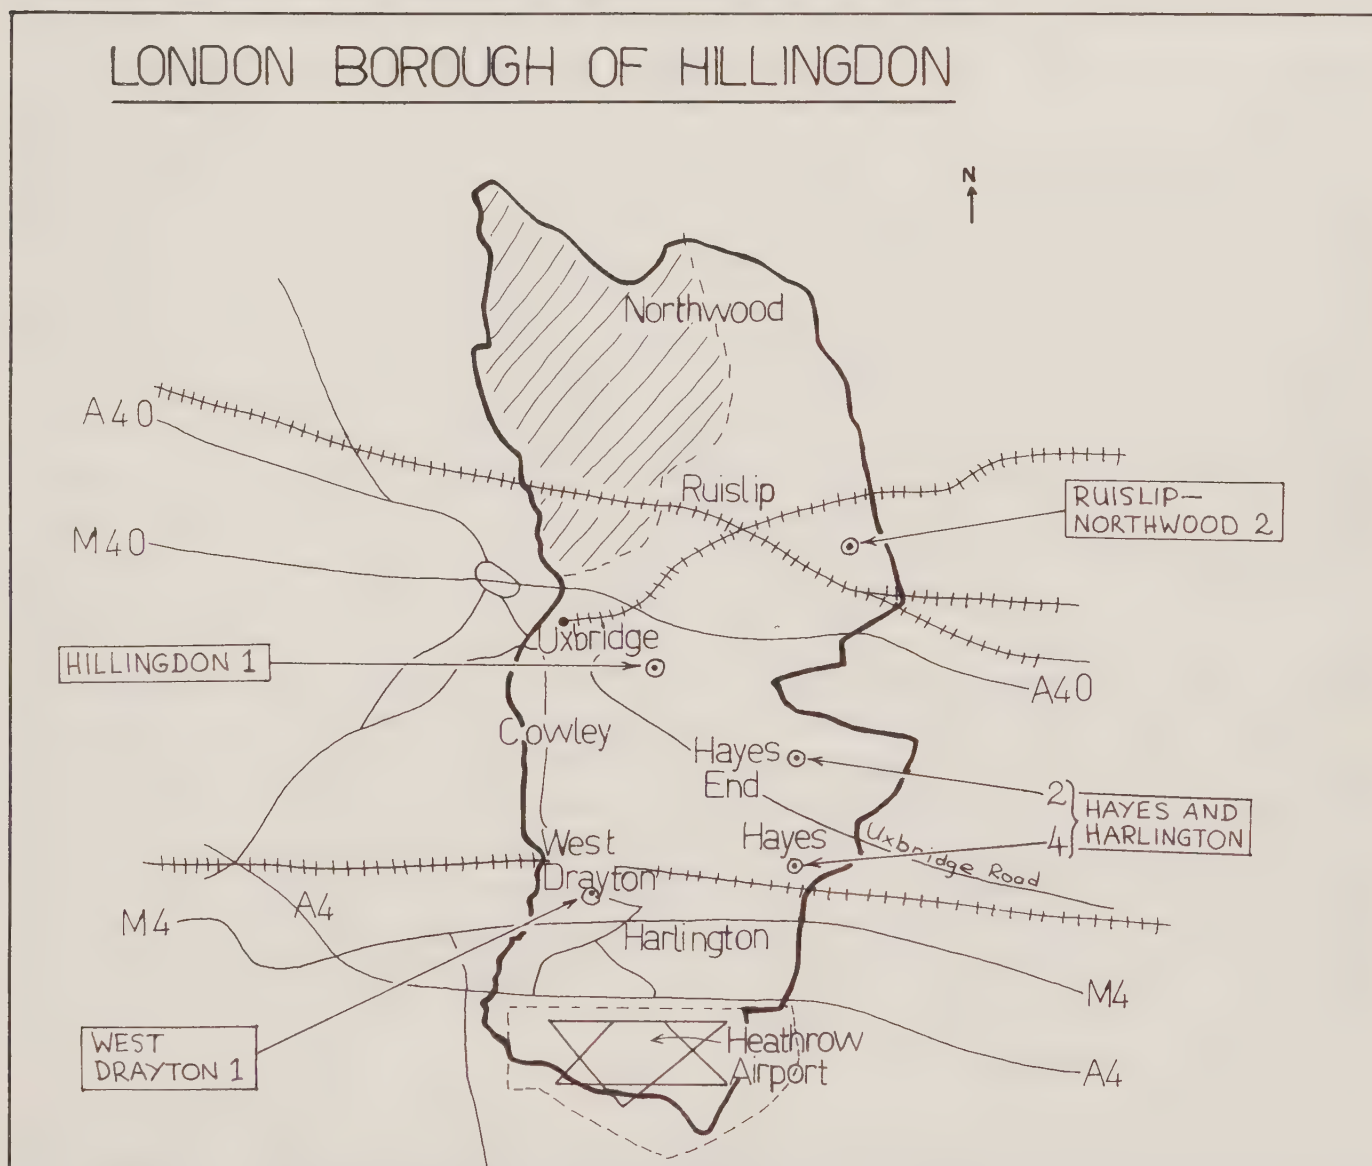 LONDON BOROUGH OF HILLINGDON
N
Northwood
A40
Ruislip
RUISLIP—
NORTHWOOD 2
M40
Uxbridge
HILLINGDON 1
A40
Cowley
Hayes
End
2
4
HAYES AND
HARLINGTON
Hayes
Uxbridge Road
West
Drayton
A4
M4
Harlington
M4
WEST
DRAYTON 1
Heathrow
Airport
A4